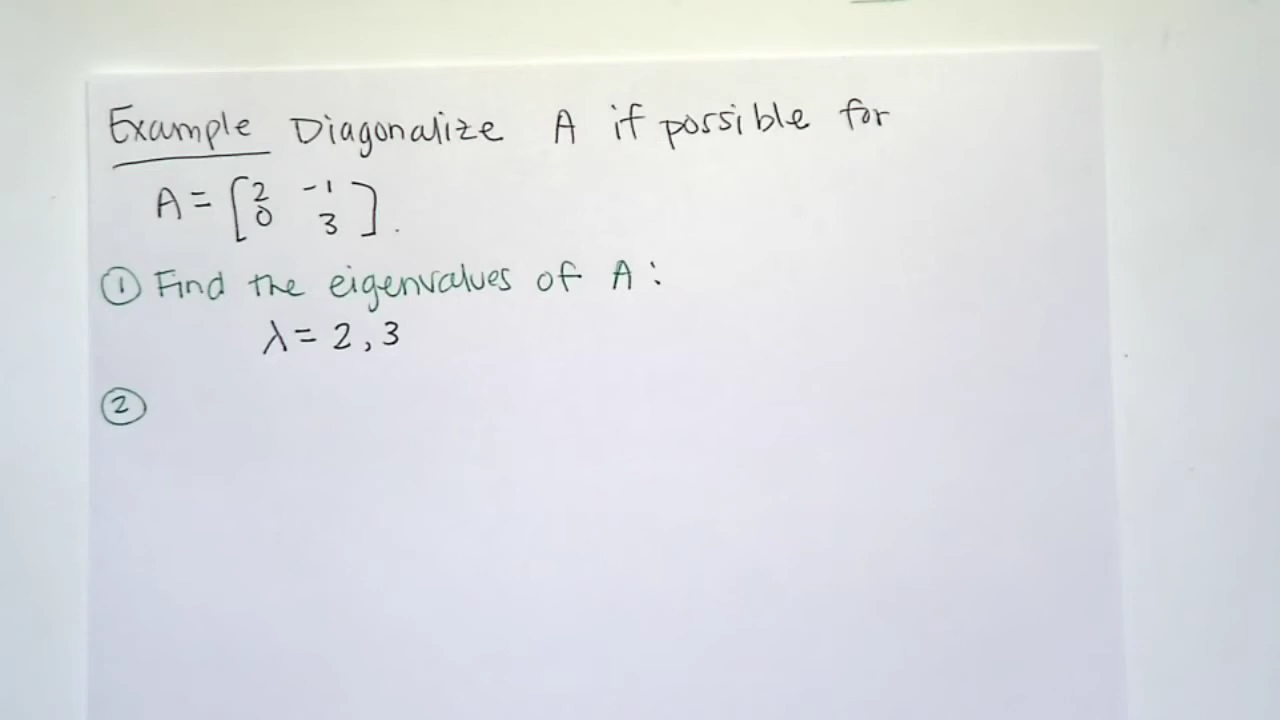 Example Diagonalize A if possible for
A = [2 -1
0 3].
① Find the eigenvalues of A:
λ = 2, 3
②